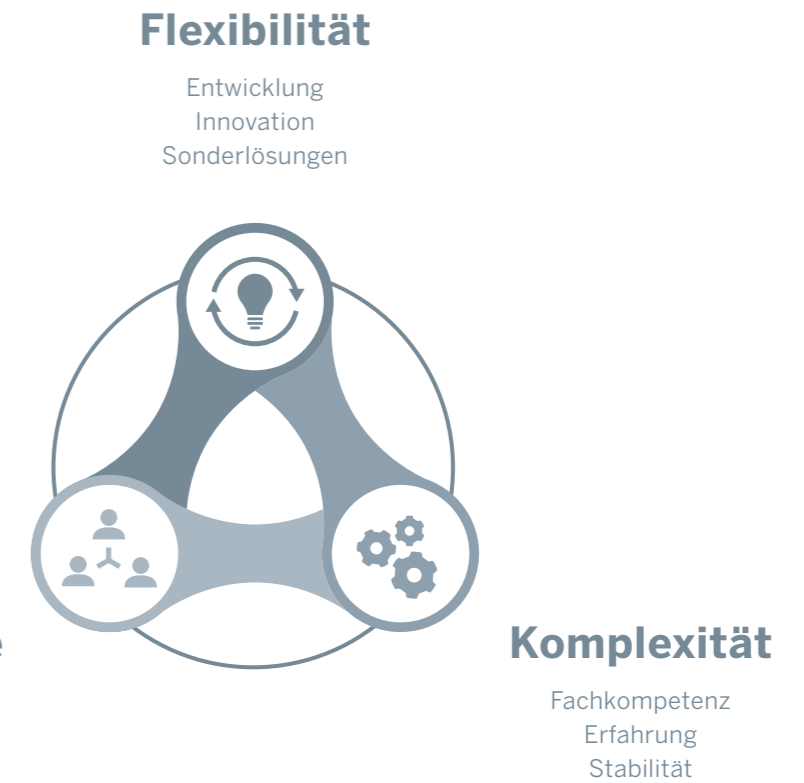 Flexibilität
Entwicklung
Innovation
Sonderlösungen
Komplexität
Fachkompetenz
Erfahrung
Stabilität